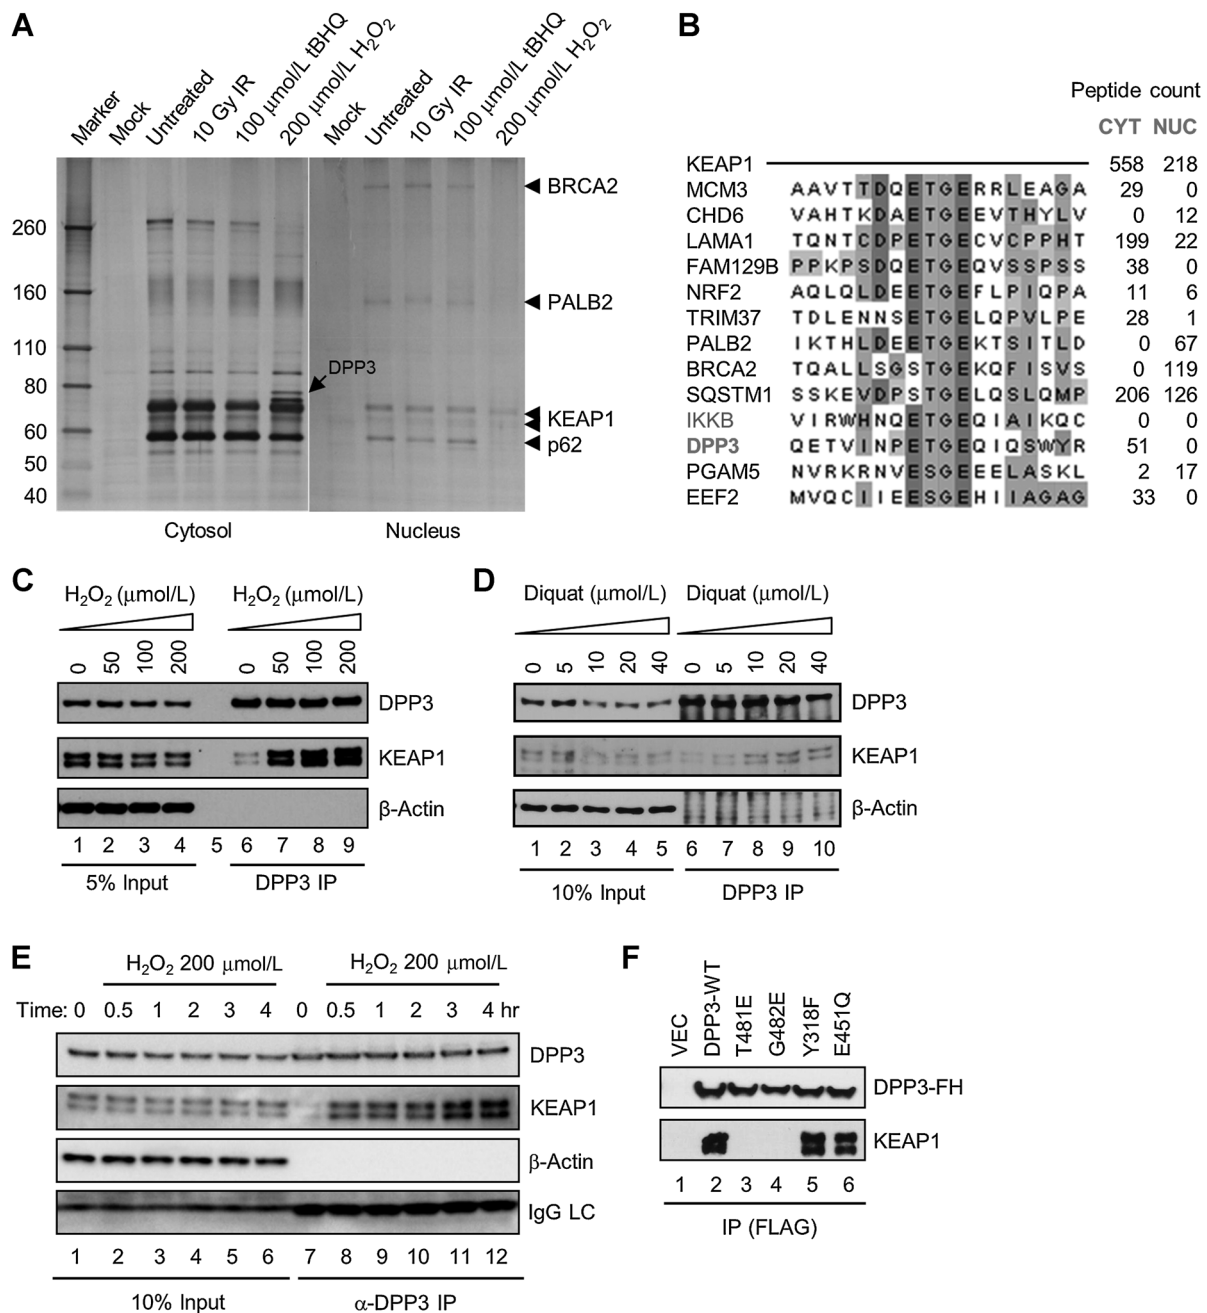 A
Marker
Mock
Untreated
10 Gy IR
100 μmol/L tBHQ
200 μmol/L H2O2
Mock
Untreated
10 Gy IR
100 μmol/L tBHQ
200 μmol/L H2O2
260
160
110
80
60
50
40
BRCA2
PALB2
DPP3
KEAP1
p62
Cytosol
Nucleus
B
Peptide count
CYT NUC
KEAP1 558 218
MCM3 AAVTTDQETGERRLEAGA 29 0
CHD6 VAHTKDAETGEEVTHYLV 0 12
LAMA1 TQNTCDPETGECVCPPHT 199 22
FAM129B PPKPSDQETGEQVSSPSS 38 0
NRF2 AQLQLDEETGEFLPIQPA 11 6
TRIM37 TDLENNSETGELQPVLPE 28 1
PALB2 IKTHLDEETGEKTSITLD 0 67
BRCA2 TQALLSGSTGEKQFISVS 0 119
SQSTM1 SSKEVDPSTGELQSLQMP 206 126
IKKB VIRWHNQETGEQIAIKQC 0 0
DPP3 QETVINPETGEQIQSWYR 51 0
PGAM5 NVRKRNVESGEEELASKL 2 17
EEF2 MVQCIIEESGEHIIAGAG 33 0
C
H2O2 (μmol/L) H2O2 (μmol/L)
0 50 100 200 0 50 100 200
DPP3
KEAP1
β-Actin
1 2 3 4 5 6 7 8 9
5% Input DPP3 IP
D
Diquat (μmol/L) Diquat (μmol/L)
0 5 10 20 40 0 5 10 20 40
DPP3
KEAP1
β-Actin
1 2 3 4 5 6 7 8 9 10
10% Input DPP3 IP
E
H2O2 200 μmol/L H2O2 200 μmol/L
Time: 0 0.5 1 2 3 4 0 0.5 1 2 3 4 hr
DPP3
KEAP1
β-Actin
IgG LC
1 2 3 4 5 6 7 8 9 10 11 12
10% Input α-DPP3 IP
F
VEC
DPP3-WT
T481E
G482E
Y318F
E451Q
DPP3-FH
KEAP1
1 2 3 4 5 6
IP (FLAG)